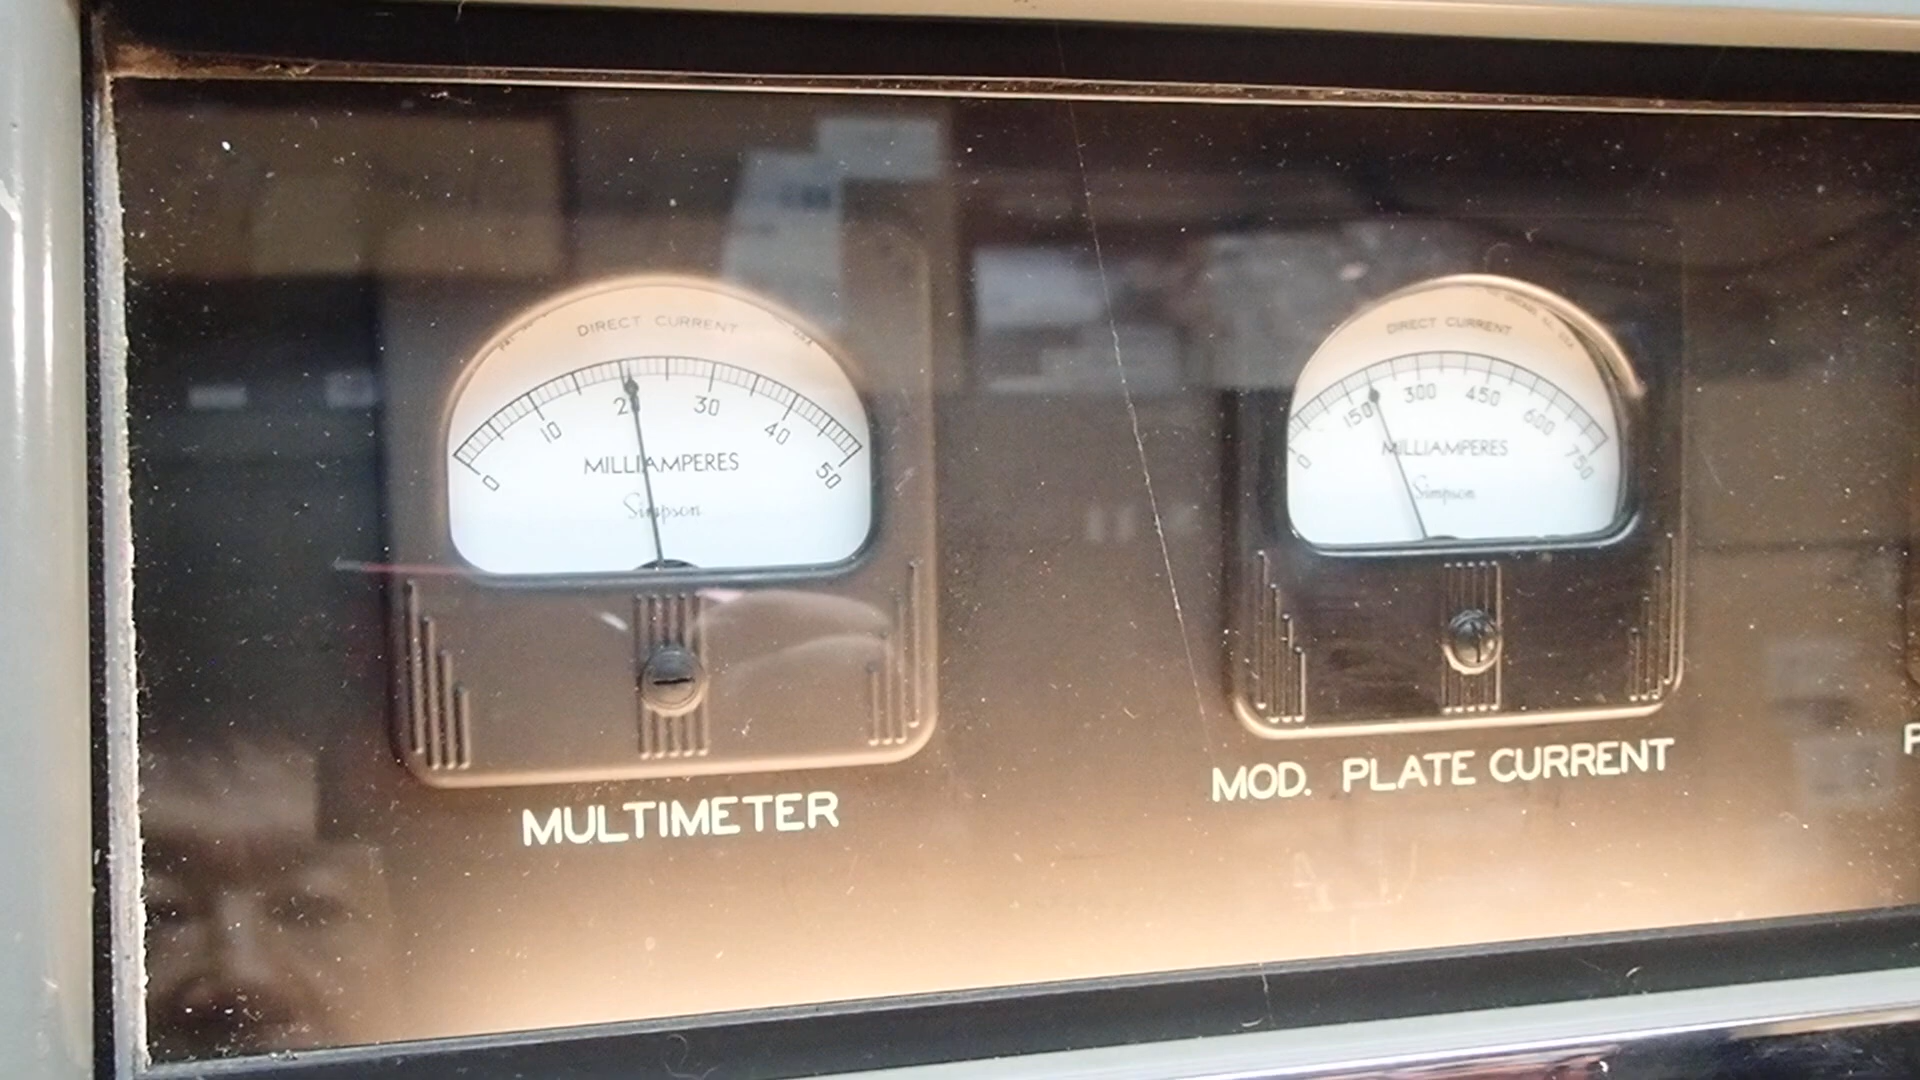 DIRECT CURRENT
0 10 20 30 40 50
MILLIAMPERES
Simpson
MULTIMETER
DIRECT CURRENT
0 150 300 450 600 750
MILLIAMPERES
Simpson
MOD. PLATE CURRENT